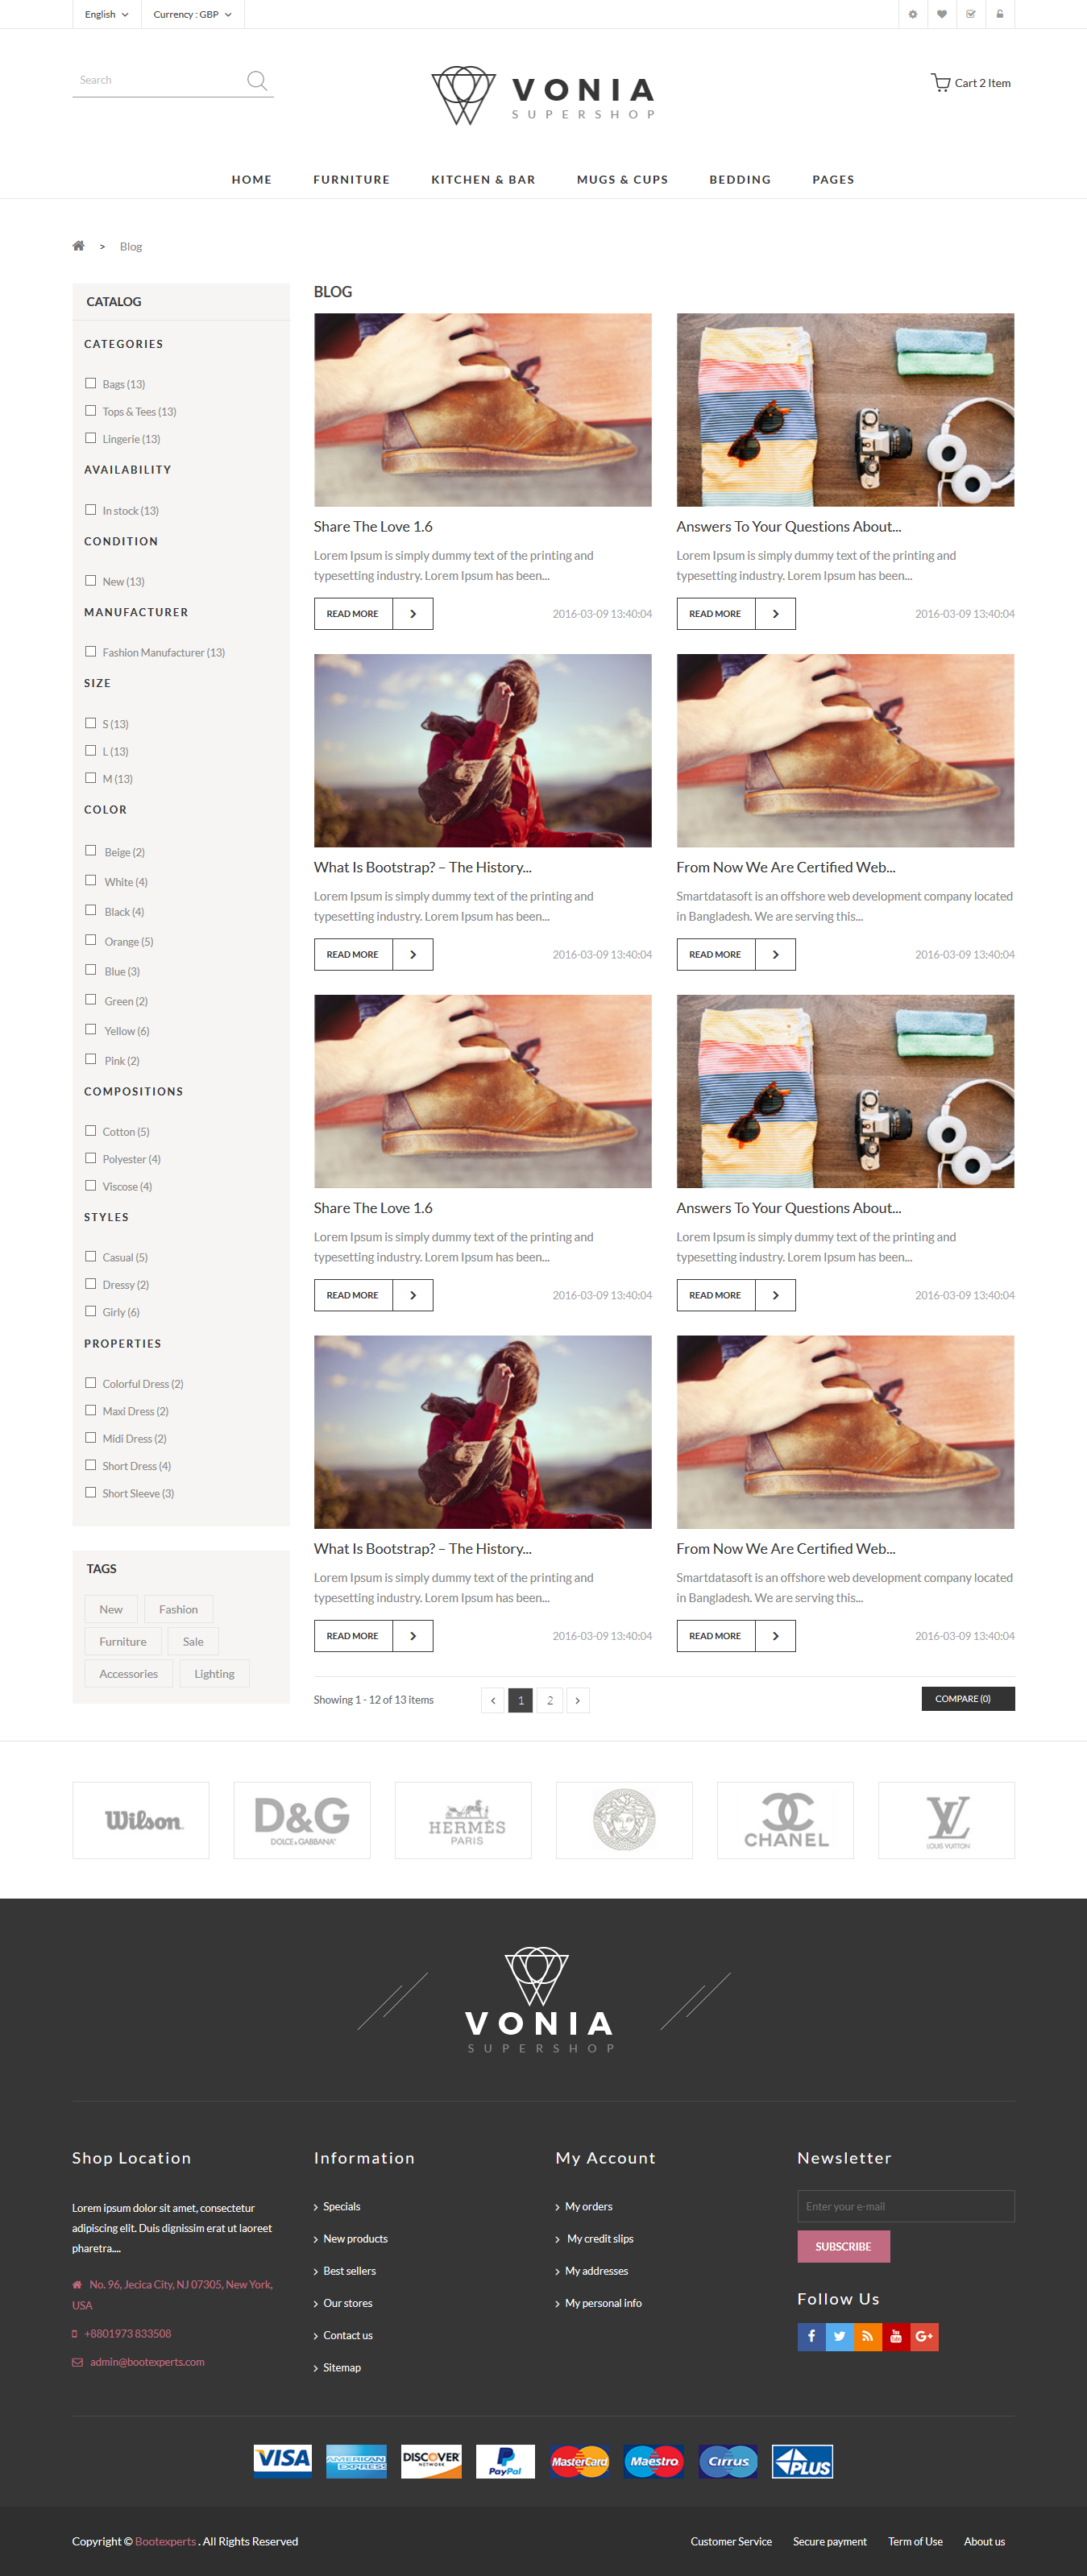 English
Currency : GBP
Search
VONIA
SUPERSHOP
Cart 2 Item
HOME
FURNITURE
KITCHEN & BAR
MUGS & CUPS
BEDDING
PAGES
> Blog
CATALOG
CATEGORIES
Bags (13)
Tops & Tees (13)
Lingerie (13)
AVAILABILITY
In stock (13)
CONDITION
New (13)
MANUFACTURER
Fashion Manufacturer (13)
SIZE
S (13)
L (13)
M (13)
COLOR
Beige (2)
White (4)
Black (4)
Orange (5)
Blue (3)
Green (2)
Yellow (6)
Pink (2)
COMPOSITIONS
Cotton (5)
Polyester (4)
Viscose (4)
STYLES
Casual (5)
Dressy (2)
Girly (6)
PROPERTIES
Colorful Dress (2)
Maxi Dress (2)
Midi Dress (2)
Short Dress (4)
Short Sleeve (3)
TAGS
New
Fashion
Furniture
Sale
Accessories
Lighting
BLOG
Share The Love 1.6
Lorem Ipsum is simply dummy text of the printing and
typesetting industry. Lorem Ipsum has been...
READ MORE
2016-03-09 13:40:04
Answers To Your Questions About...
Lorem Ipsum is simply dummy text of the printing and
typesetting industry. Lorem Ipsum has been...
READ MORE
2016-03-09 13:40:04
What Is Bootstrap? – The History...
Lorem Ipsum is simply dummy text of the printing and
typesetting industry. Lorem Ipsum has been...
READ MORE
2016-03-09 13:40:04
From Now We Are Certified Web...
Smartdatasoft is an offshore web development company located
in Bangladesh. We are serving this...
READ MORE
2016-03-09 13:40:04
Share The Love 1.6
Lorem Ipsum is simply dummy text of the printing and
typesetting industry. Lorem Ipsum has been...
READ MORE
2016-03-09 13:40:04
Answers To Your Questions About...
Lorem Ipsum is simply dummy text of the printing and
typesetting industry. Lorem Ipsum has been...
READ MORE
2016-03-09 13:40:04
What Is Bootstrap? – The History...
Lorem Ipsum is simply dummy text of the printing and
typesetting industry. Lorem Ipsum has been...
READ MORE
2016-03-09 13:40:04
From Now We Are Certified Web...
Smartdatasoft is an offshore web development company located
in Bangladesh. We are serving this...
READ MORE
2016-03-09 13:40:04
Showing 1 - 12 of 13 items
1
2
COMPARE (0)
Wilson
D&G
DOLCE & GABBANA
HERMÈS
PARIS
CHANEL
LV
LOUIS VUITTON
VONIA
SUPERSHOP
Shop Location
Lorem ipsum dolor sit amet, consectetur
adipiscing elit. Duis dignissim erat ut laoreet
pharetra....
No. 96, Jecica City, NJ 07305, New York,
USA
+8801973 833508
admin@bootexperts.com
Information
Specials
New products
Best sellers
Our stores
Contact us
Sitemap
My Account
My orders
My credit slips
My addresses
My personal info
Newsletter
Enter your e-mail
SUBSCRIBE
Follow Us
f
You Tube
G+
VISA
AMERICAN EXPRESS
DISCOVER
NETWORK
PayPal
MasterCard
Maestro
Cirrus
PLUS
Copyright © Bootexperts . All Rights Reserved
Customer Service
Secure payment
Term of Use
About us